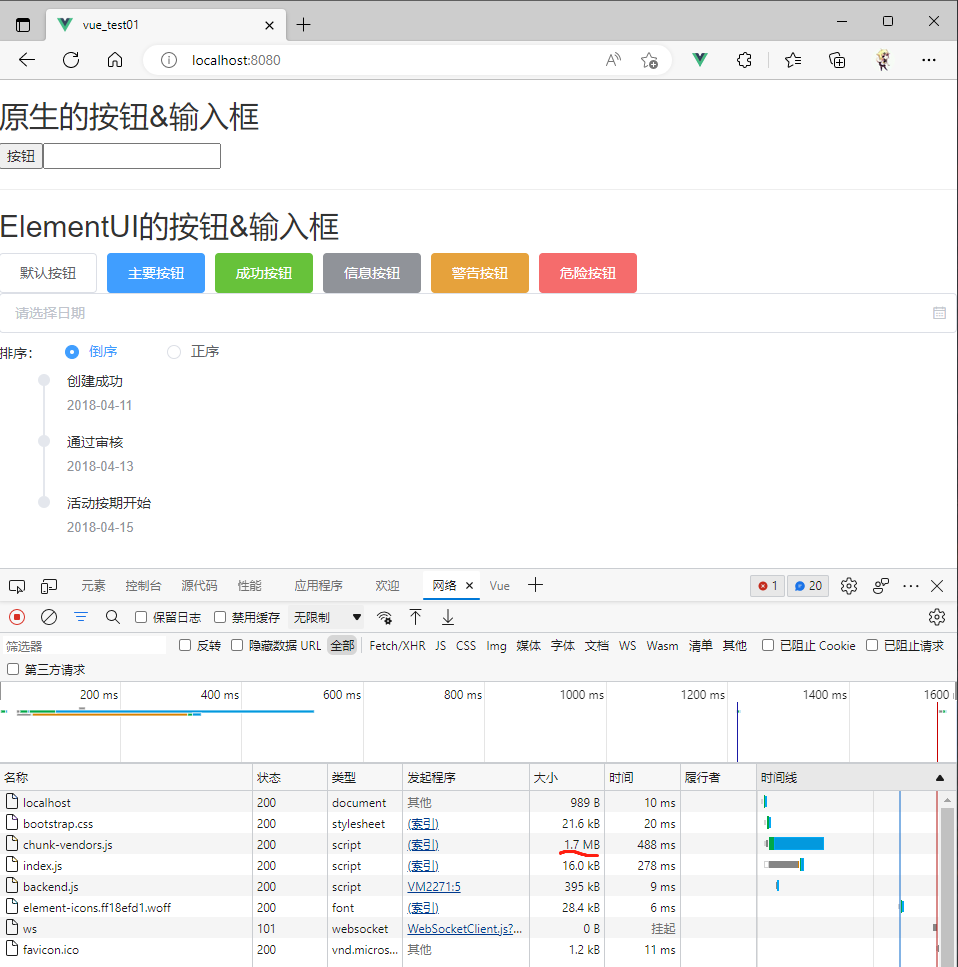 vue_test01
localhost:8080
原生的按钮&输入框
按钮
ElementUI的按钮&输入框
默认按钮 主要按钮 成功按钮 信息按钮 警告按钮 危险按钮
请选择日期
排序： 倒序 正序
创建成功
2018-04-11
通过审核
2018-04-13
活动按期开始
2018-04-15
元素 控制台 源代码 性能 应用程序 欢迎 网络 Vue 1 20
保留日志 禁用缓存 无限制
筛选器 反转 隐藏数据 URL 全部 Fetch/XHR JS CSS Img 媒体 字体 文档 WS Wasm 清单 其他 已阻止 Cookie 已阻止请求
第三方请求
200 ms 400 ms 600 ms 800 ms 1000 ms 1200 ms 1400 ms 1600
名称 状态 类型 发起程序 大小 时间 履行者 时间线
localhost 200 document 其他 989 B 10 ms
bootstrap.css 200 stylesheet (索引) 21.6 kB 20 ms
chunk-vendors.js 200 script (索引) 1.7 MB 488 ms
index.js 200 script (索引) 16.0 kB 278 ms
backend.js 200 script VM2271:5 395 kB 9 ms
element-icons.ff18efd1.woff 200 font (索引) 28.4 kB 6 ms
ws 101 websocket WebSocketClient.js?... 0 B 挂起
favicon.ico 200 vnd.micros... 其他 1.2 kB 11 ms